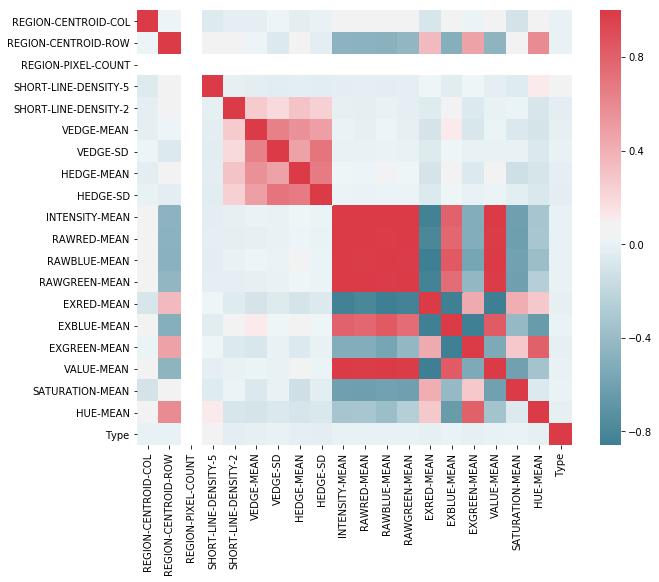 REGION-CENTROID-COL
REGION-CENTROID-ROW
REGION-PIXEL-COUNT
SHORT-LINE-DENSITY-5
SHORT-LINE-DENSITY-2
VEDGE-MEAN
VEDGE-SD
HEDGE-MEAN
HEDGE-SD
INTENSITY-MEAN
RAWRED-MEAN
RAWBLUE-MEAN
RAWGREEN-MEAN
EXRED-MEAN
EXBLUE-MEAN
EXGREEN-MEAN
VALUE-MEAN
SATURATION-MEAN
HUE-MEAN
Type
REGION-CENTROID-COL
REGION-CENTROID-ROW
REGION-PIXEL-COUNT
SHORT-LINE-DENSITY-5
SHORT-LINE-DENSITY-2
VEDGE-MEAN
VEDGE-SD
HEDGE-MEAN
HEDGE-SD
INTENSITY-MEAN
RAWRED-MEAN
RAWBLUE-MEAN
RAWGREEN-MEAN
EXRED-MEAN
EXBLUE-MEAN
EXGREEN-MEAN
VALUE-MEAN
SATURATION-MEAN
HUE-MEAN
Type
0.8
0.4
0.0
−0.4
−0.8